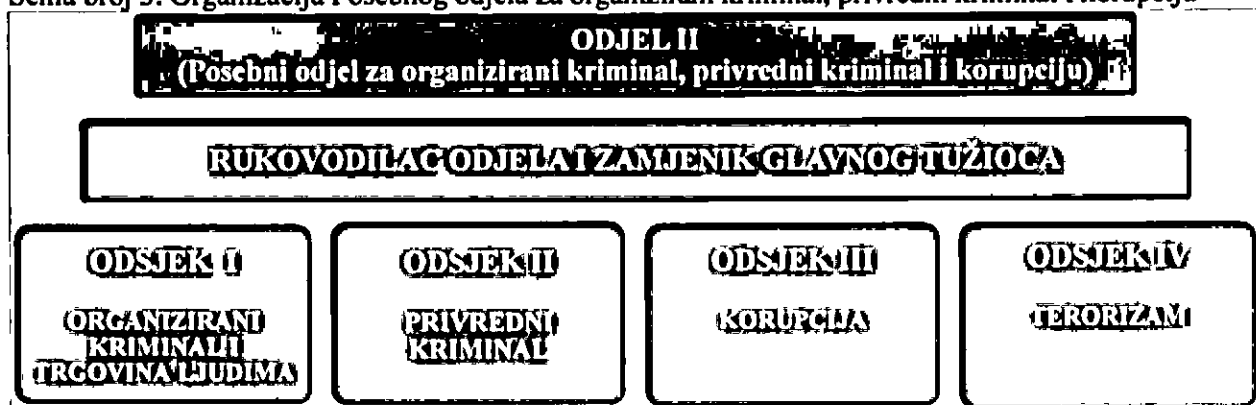 Šema broj 3: Organizacija Posebnog odjela za organizirani kriminal, privredni kriminal i korupciju
ODJEL II
(Posebni odjel za organizirani kriminal, privredni kriminal i korupciju)
RUKOVODILAC ODJELA I ZAMJENIK GLAVNOG TUŽIOCA
ODSJEK I
ORGANIZIRANI
KRIMINAL I
TRGOVINA LJUDIMA
ODSJEK II
PRIVREDNI
KRIMINAL
ODSJEK III
KORUPCIJA
ODSJEK IV
TERORIZAM